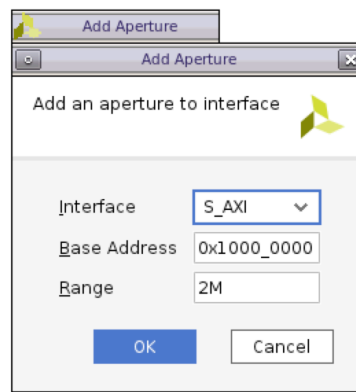 Add Aperture
Add Aperture
Add an aperture to interface
Interface S_AXI
Base Address 0x1000_0000
Range 2M
OK Cancel